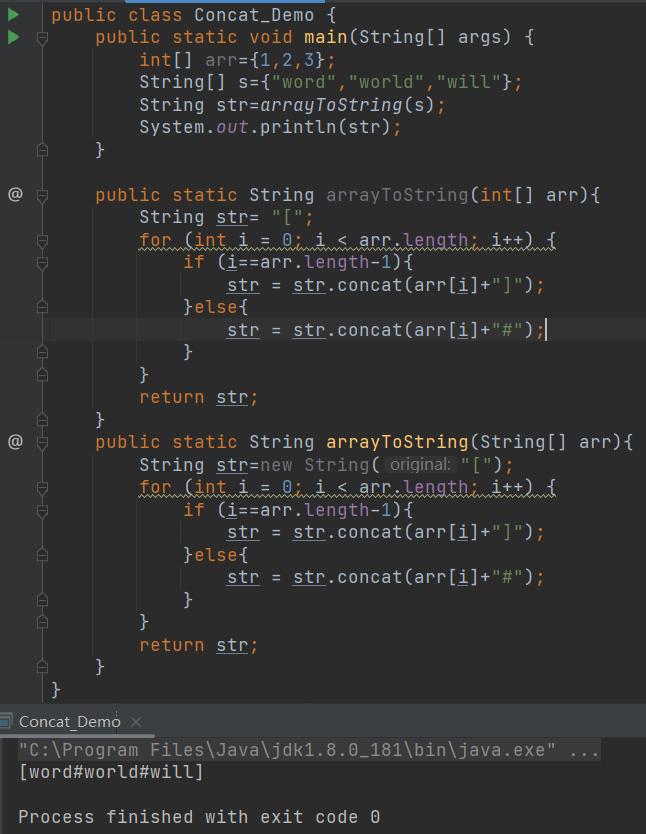 public class Concat_Demo {
public static void main(String[] args) {
int[] arr={1,2,3};
String[] s={"word","world","will"};
String str=arrayToString(s);
System.out.println(str);
}
@ public static String arrayToString(int[] arr){
String str= "[";
for (int i = 0; i < arr.length; i++) {
if (i==arr.length-1){
str = str.concat(arr[i]+"]");
}else{
str = str.concat(arr[i]+"#");
}
}
return str;
}
@ public static String arrayToString(String[] arr){
String str=new String( original: "[");
for (int i = 0; i < arr.length; i++) {
if (i==arr.length-1){
str = str.concat(arr[i]+"]");
}else{
str = str.concat(arr[i]+"#");
}
}
return str;
}
}
Concat_Demo ×
"C:\Program Files\Java\jdk1.8.0_181\bin\java.exe" ...
[word#world#will]
Process finished with exit code 0